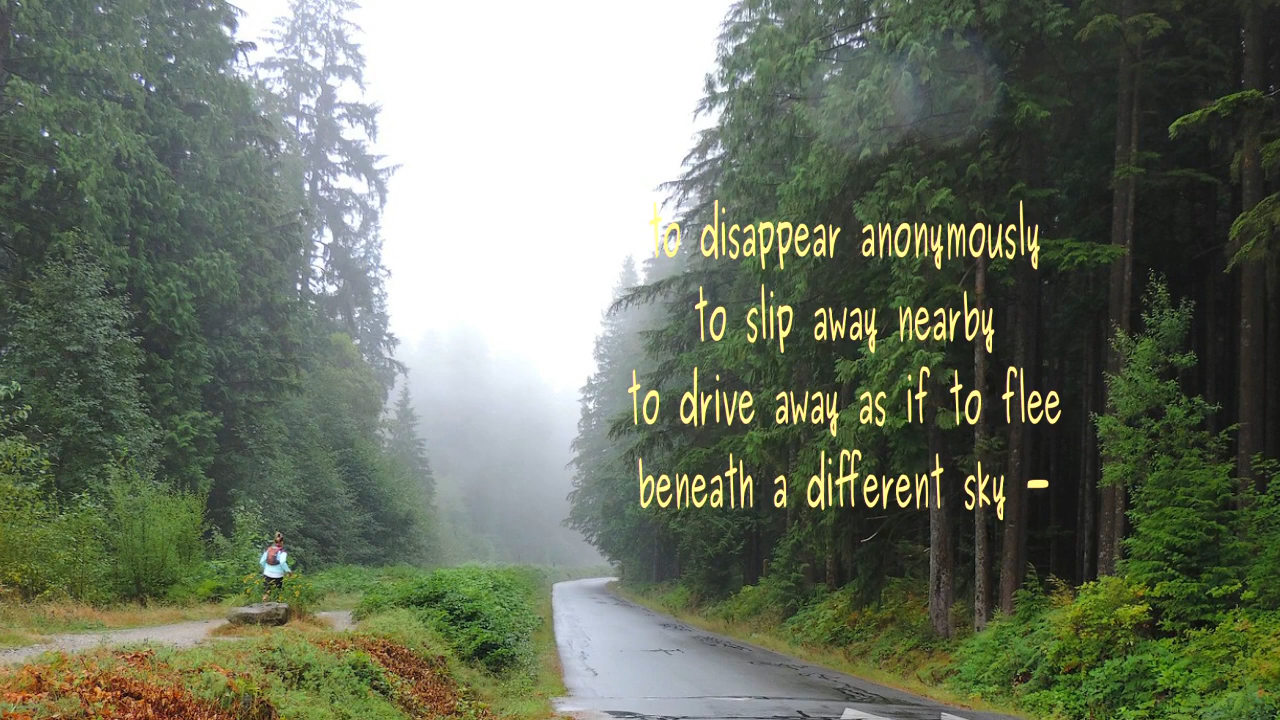 to disappear anonymously
to slip away nearby
to drive away as if to flee
beneath a different sky -